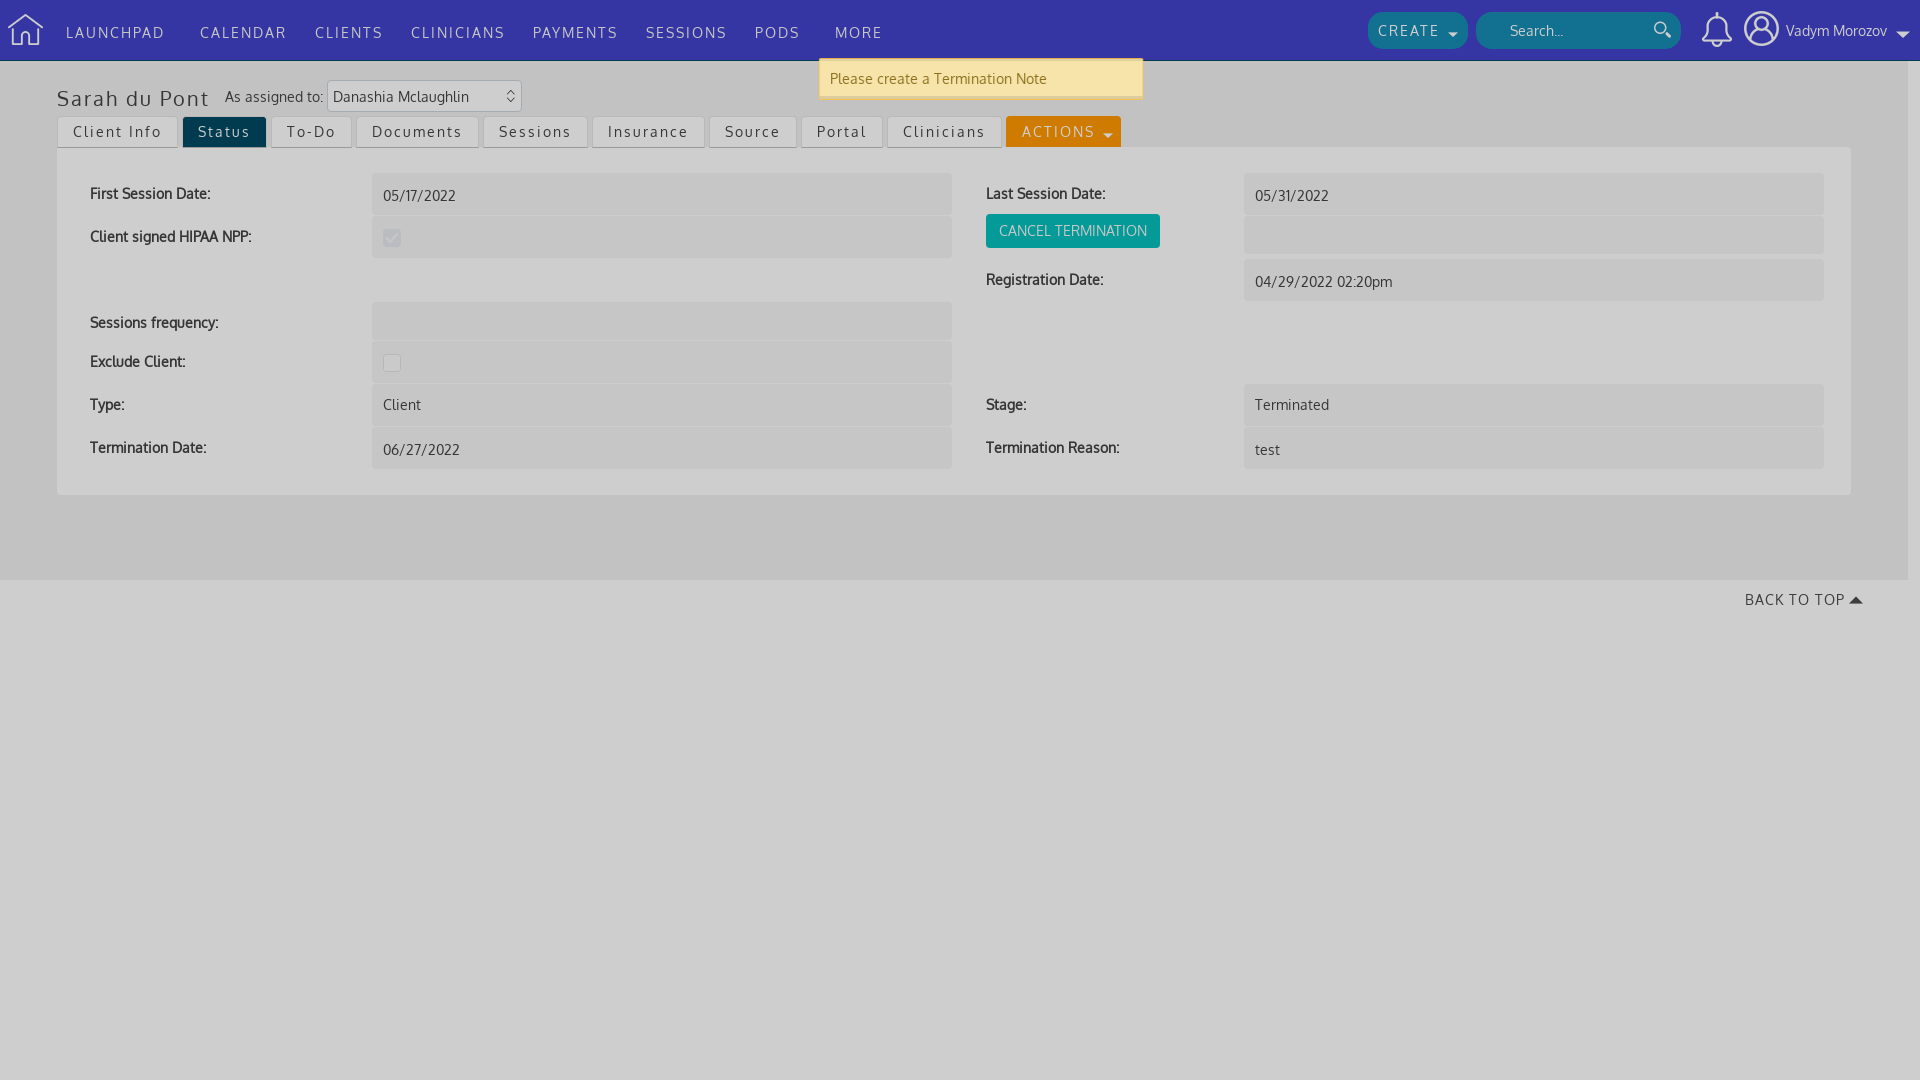 LAUNCHPAD CALENDAR CLIENTS CLINICIANS PAYMENTS SESSIONS PODS MORE CREATE Search... Vadym Morozov
Please create a Termination Note
Sarah du Pont As assigned to: Danashia Mclaughlin
Client Info Status To-Do Documents Sessions Insurance Source Portal Clinicians ACTIONS
First Session Date: 05/17/2022 Last Session Date: 05/31/2022
Client signed HIPAA NPP: CANCEL TERMINATION
Registration Date: 04/29/2022 02:20pm
Sessions frequency:
Exclude Client:
Type: Client Stage: Terminated
Termination Date: 06/27/2022 Termination Reason: test
BACK TO TOP